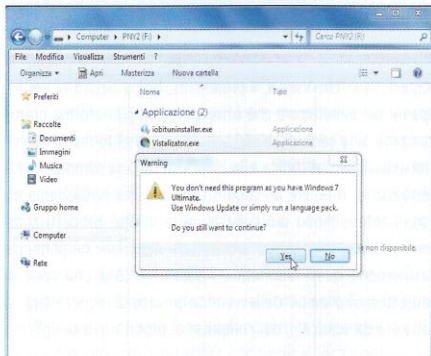 Computer ▸ PNY2 (F:) ▸
Cerca PNY2 (F:)
File Modifica Visualizza Strumenti ?
Organizza Apri Masterizza Nuova cartella
Preferiti
Nome Tipo
Applicazione (2)
Raccolte
iobituninstaller.exe Applicazione
Documenti
Vistalizator.exe Applicazione
Immagini
Musica
Video
Warning
You don't need this program as you have Windows 7
Ultimate.
Use Windows Update or simply run a language pack.
Do you still want to continue?
Yes No
Gruppo home
Computer
non disponibile.
Rete